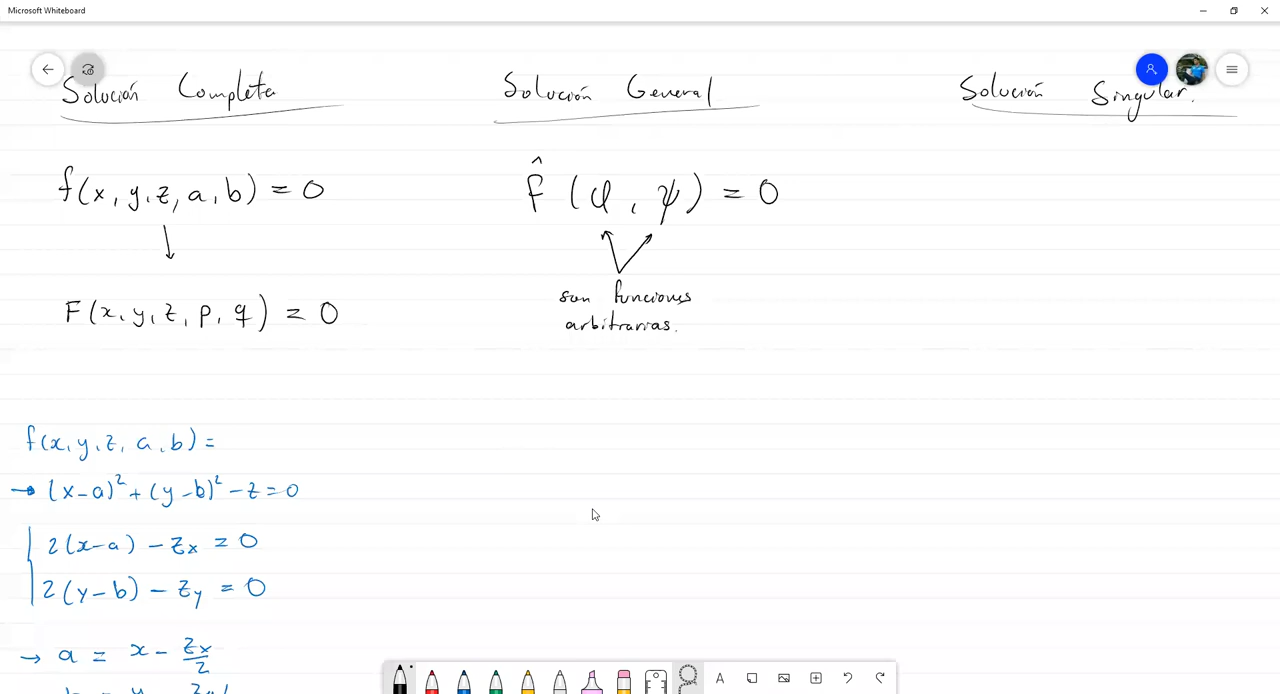 Microsoft Whiteboard
Solución Completa
Solución General
Solución Singular.
f(x, y, z, a, b) = 0
f̂ (φ, ψ) = 0
son funciones
arbitrarias.
F(x, y, z, p, q) = 0
f(x, y, z, a, b) =
→ (x-a)² + (y-b)² - z = 0
2(x-a) - zₓ = 0
2(y-b) - z_y = 0
→ a = x - zₓ/2
A